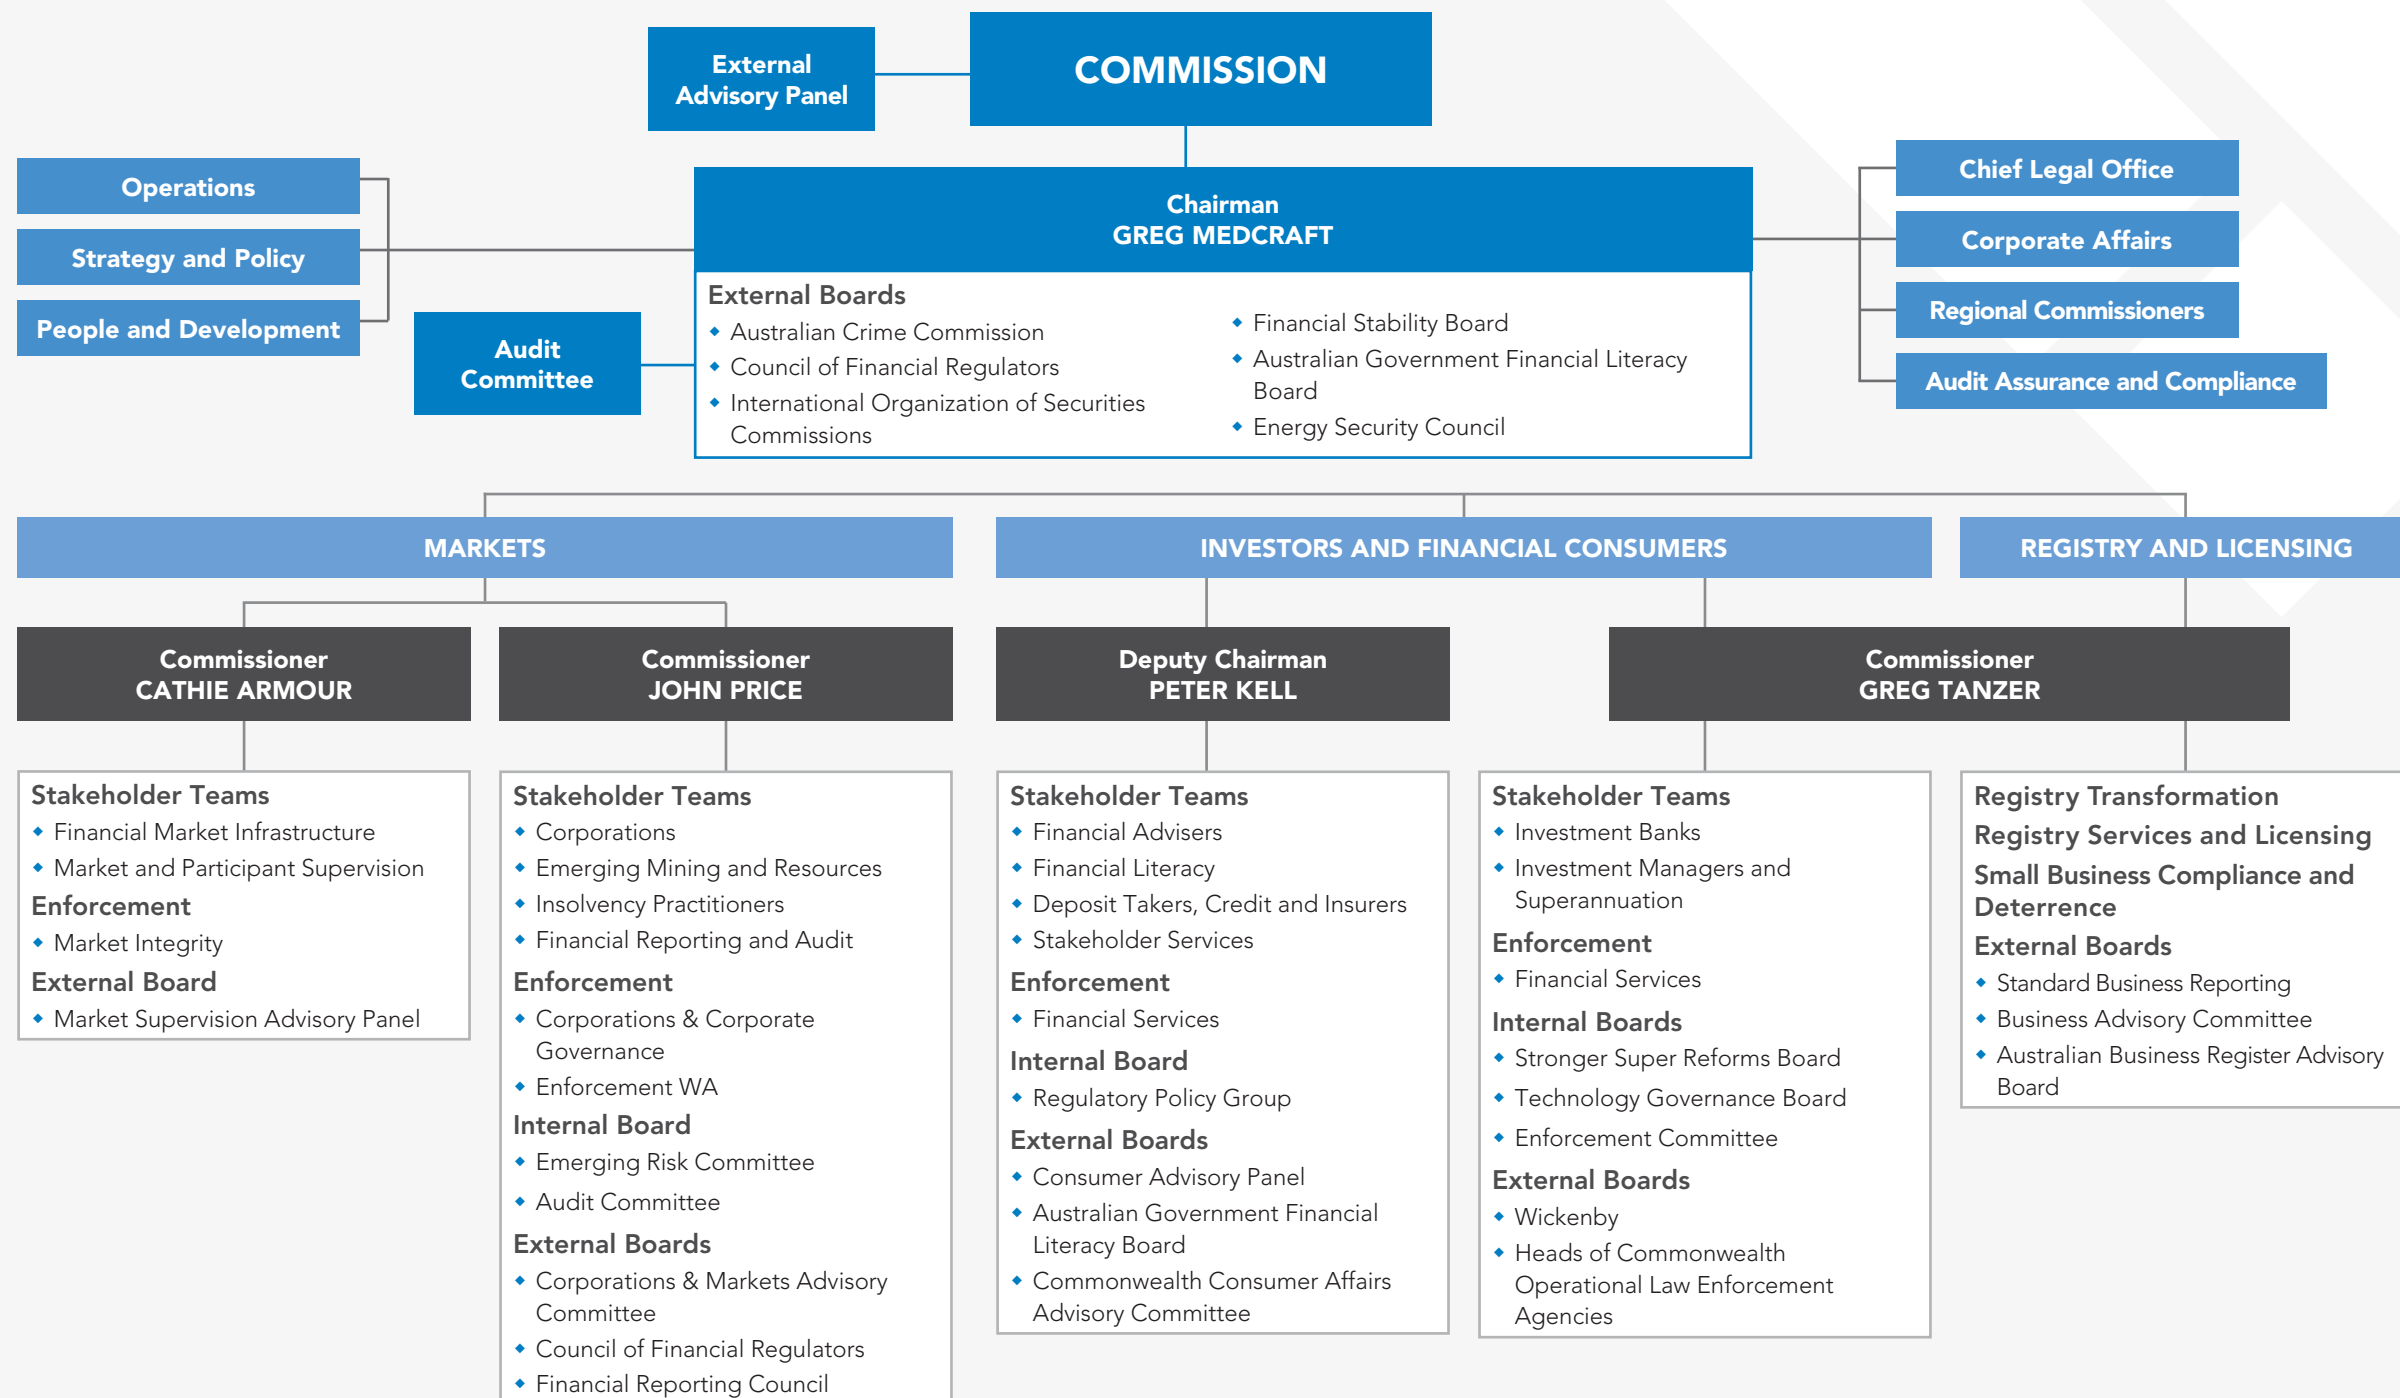 External
Advisory Panel
COMMISSION
Operations
Strategy and Policy
People and Development
Chairman
GREG MEDCRAFT
Chief Legal Office
Corporate Affairs
Regional Commissioners
Audit Assurance and Compliance
Audit
Committee
External Boards
Australian Crime Commission
Council of Financial Regulators
International Organization of Securities
Commissions
Financial Stability Board
Australian Government Financial Literacy
Board
Energy Security Council
MARKETS
INVESTORS AND FINANCIAL CONSUMERS
REGISTRY AND LICENSING
Commissioner
CATHIE ARMOUR
Commissioner
JOHN PRICE
Deputy Chairman
PETER KELL
Commissioner
GREG TANZER
Stakeholder Teams
Financial Market Infrastructure
Market and Participant Supervision
Enforcement
Market Integrity
External Board
Market Supervision Advisory Panel
Stakeholder Teams
Corporations
Emerging Mining and Resources
Insolvency Practitioners
Financial Reporting and Audit
Enforcement
Corporations & Corporate
Governance
Enforcement WA
Internal Board
Emerging Risk Committee
Audit Committee
External Boards
Corporations & Markets Advisory
Committee
Council of Financial Regulators
Financial Reporting Council
Stakeholder Teams
Financial Advisers
Financial Literacy
Deposit Takers, Credit and Insurers
Stakeholder Services
Enforcement
Financial Services
Internal Board
Regulatory Policy Group
External Boards
Consumer Advisory Panel
Australian Government Financial
Literacy Board
Commonwealth Consumer Affairs
Advisory Committee
Stakeholder Teams
Investment Banks
Investment Managers and
Superannuation
Enforcement
Financial Services
Internal Boards
Stronger Super Reforms Board
Technology Governance Board
Enforcement Committee
External Boards
Wickenby
Heads of Commonwealth
Operational Law Enforcement
Agencies
Registry Transformation
Registry Services and Licensing
Small Business Compliance and
Deterrence
External Boards
Standard Business Reporting
Business Advisory Committee
Australian Business Register Advisory
Board